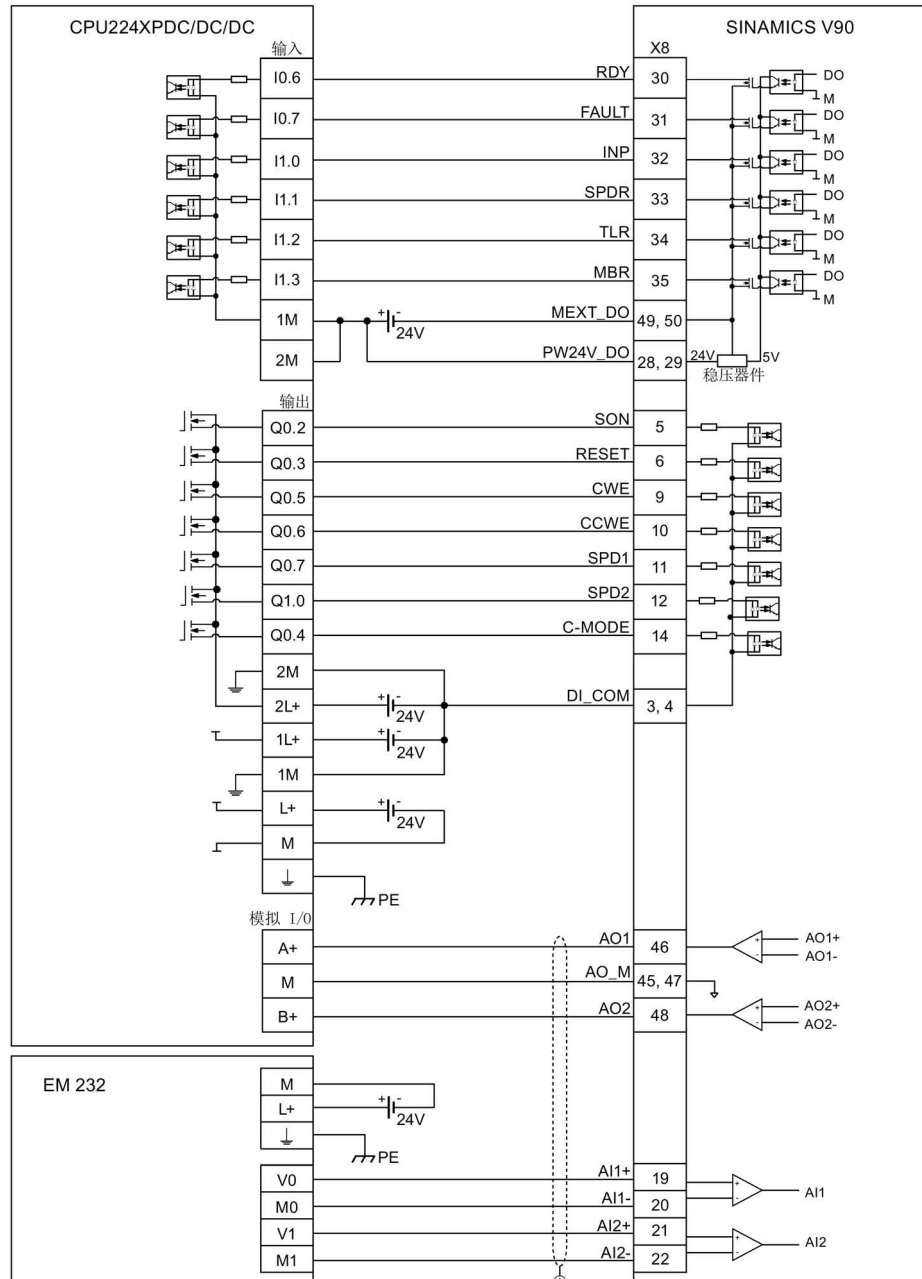 CPU224XPDC/DC/DC
SINAMICS V90
输入
X8
I0.6 RDY 30 DO
M
I0.7 FAULT 31 DO
M
I1.0 INP 32 DO
M
I1.1 SPDR 33 DO
M
I1.2 TLR 34 DO
M
I1.3 MBR 35 DO
M
1M + - 24V MEXT_DO 49, 50
2M PW24V_DO 28, 29 24V 5V
稳压器件
输出
Q0.2 SON 5
Q0.3 RESET 6
Q0.5 CWE 9
Q0.6 CCWE 10
Q0.7 SPD1 11
Q1.0 SPD2 12
Q0.4 C-MODE 14
2M
2L+ + - 24V DI_COM 3, 4
1L+ + - 24V
1M
L+ + - 24V
M
PE
模拟 I/O
A+ AO1 46 + AO1+
- AO1-
M AO_M 45, 47
B+ AO2 48 + AO2+
- AO2-
EM 232
M
L+ + - 24V
PE
V0 AI1+ 19 +
M0 AI1- 20 - AI1
V1 AI2+ 21 +
M1 AI2- 22 - AI2